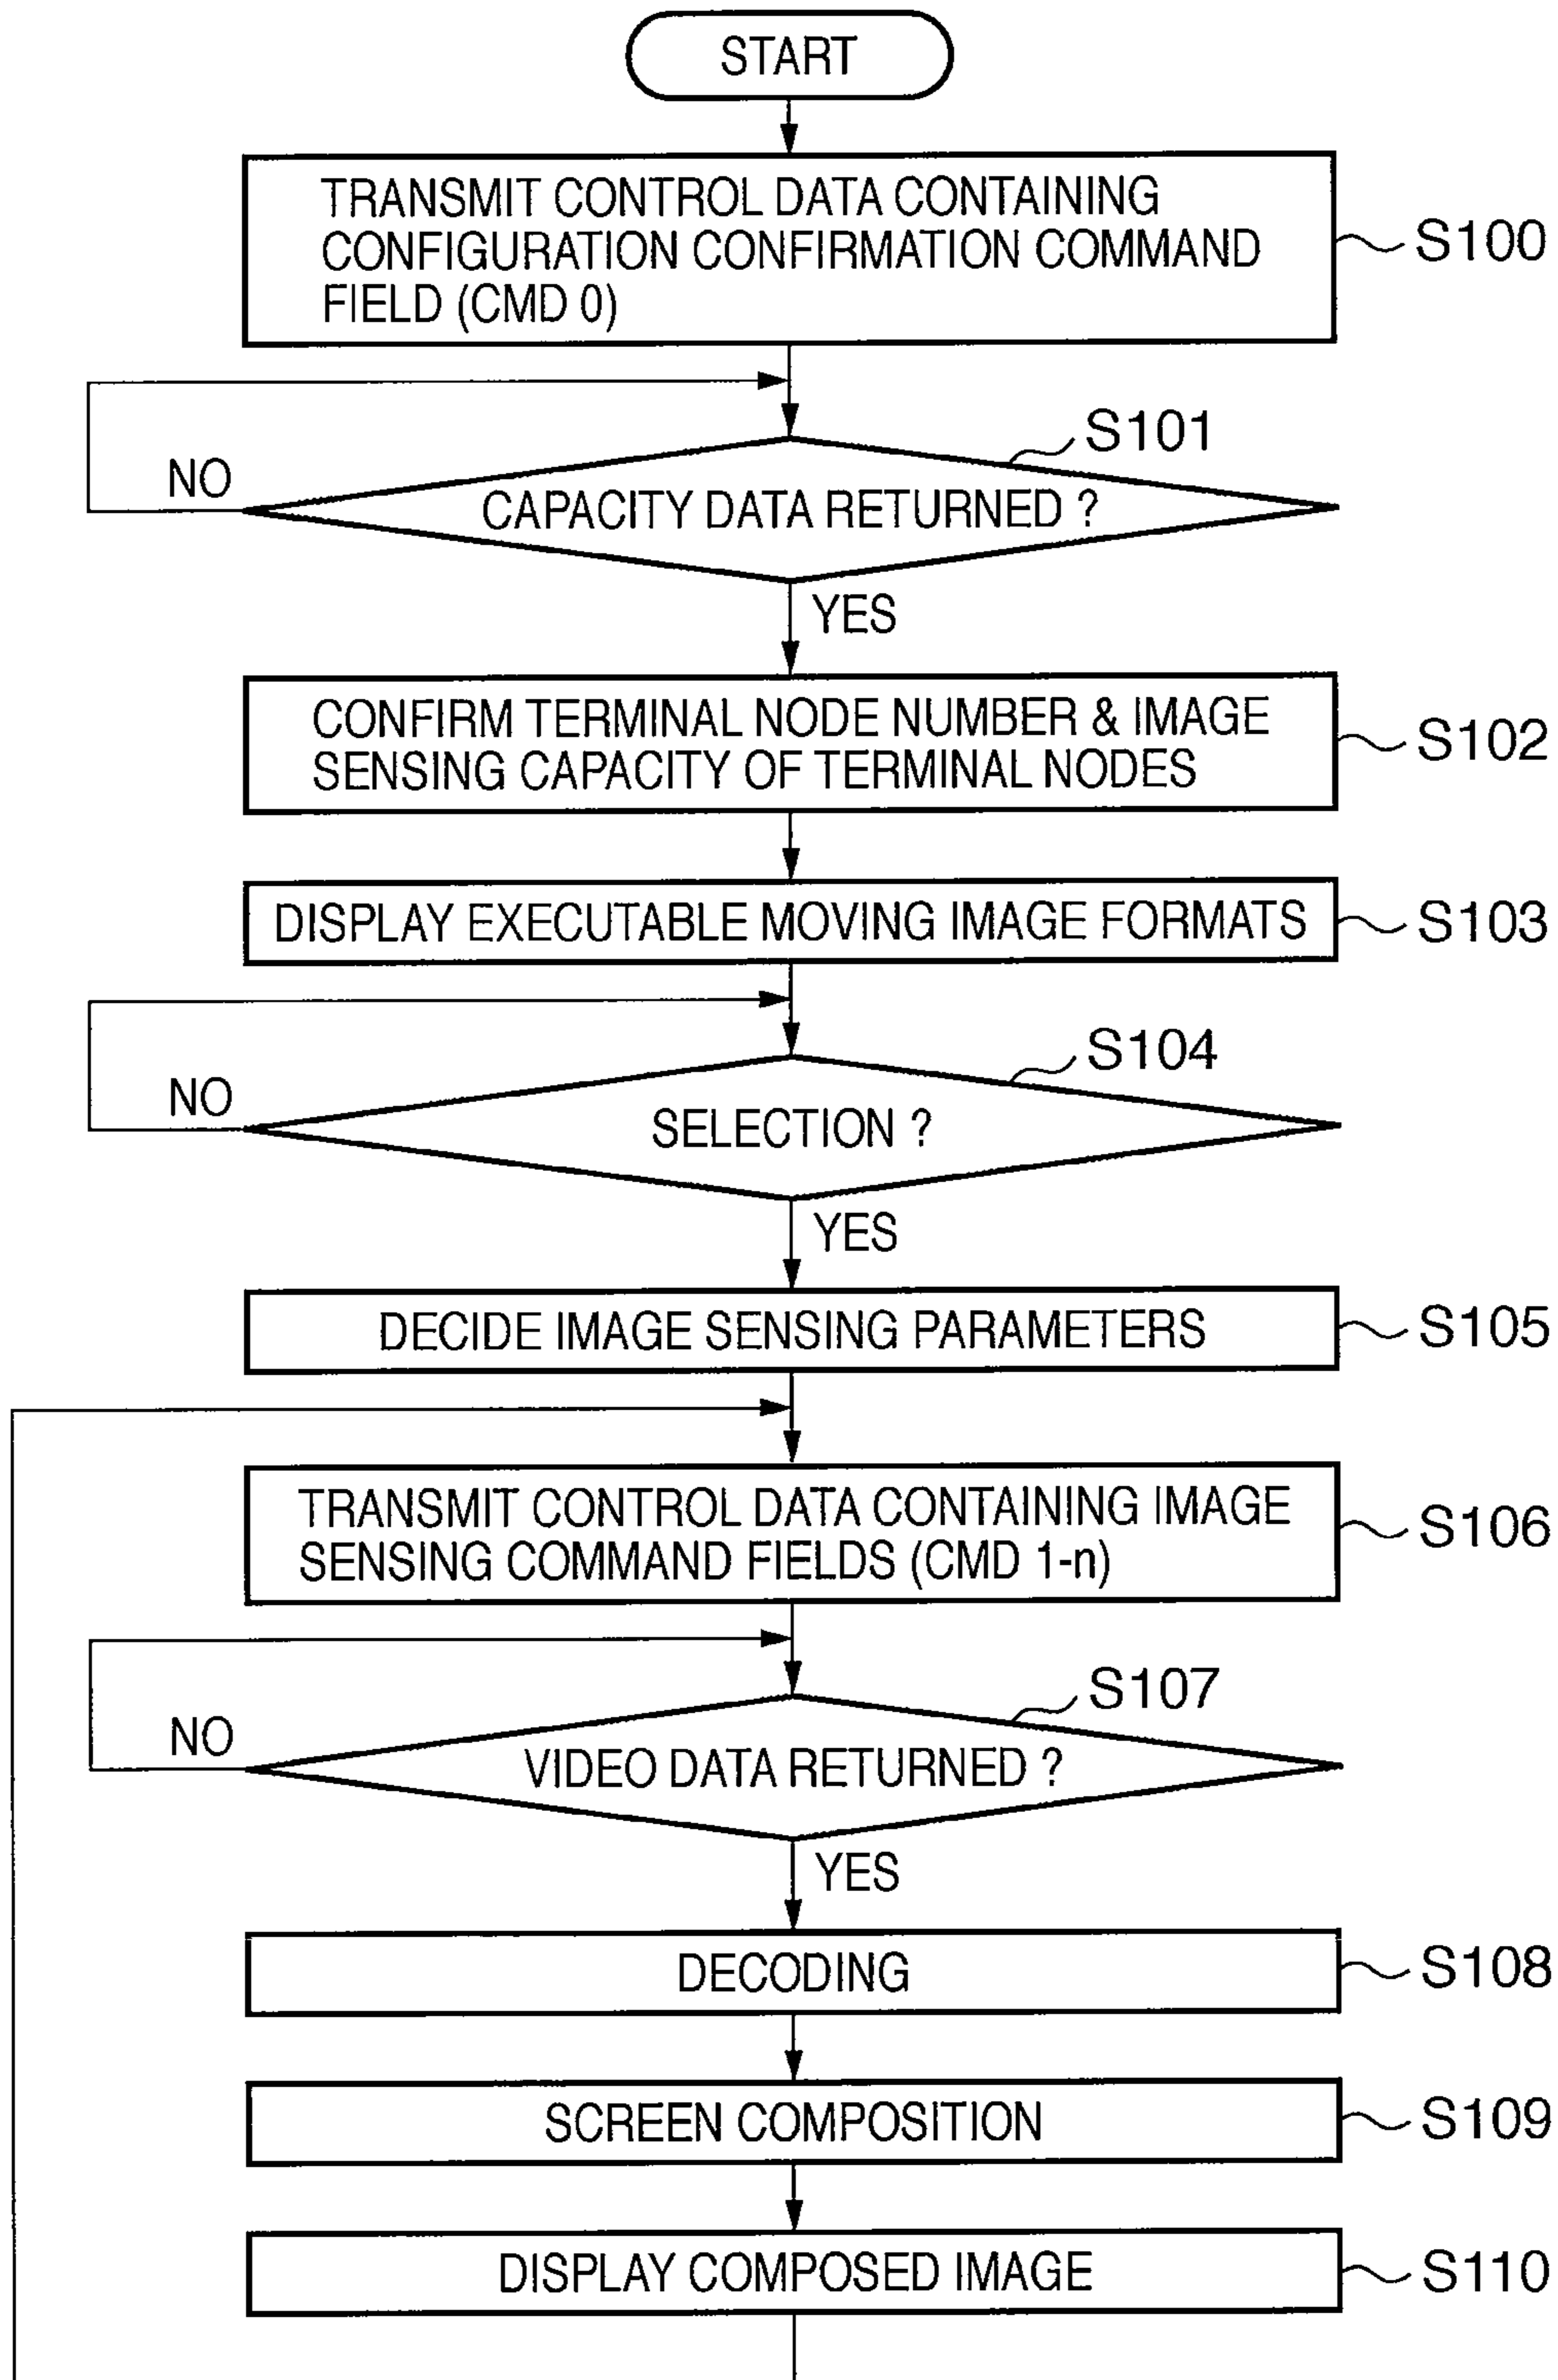 START
TRANSMIT CONTROL DATA CONTAINING
CONFIGURATION CONFIRMATION COMMAND
FIELD (CMD 0)
S100
S101
NO
CAPACITY DATA RETURNED ?
YES
CONFIRM TERMINAL NODE NUMBER & IMAGE
SENSING CAPACITY OF TERMINAL NODES
S102
DISPLAY EXECUTABLE MOVING IMAGE FORMATS
S103
S104
NO
SELECTION ?
YES
DECIDE IMAGE SENSING PARAMETERS
S105
TRANSMIT CONTROL DATA CONTAINING IMAGE
SENSING COMMAND FIELDS (CMD 1-n)
S106
S107
NO
VIDEO DATA RETURNED ?
YES
DECODING
S108
SCREEN COMPOSITION
S109
DISPLAY COMPOSED IMAGE
S110